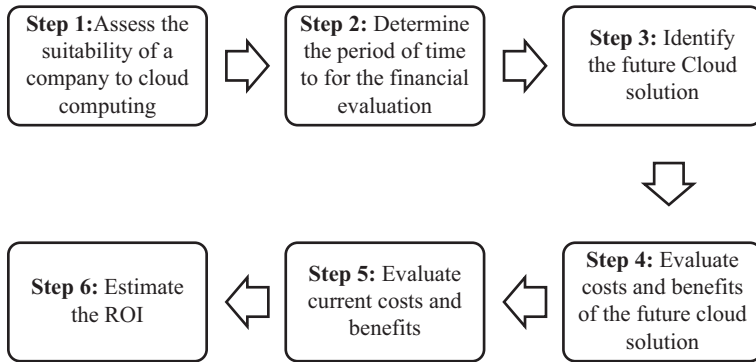 Step 1:Assess the
suitability of a
company to cloud
computing
Step 2: Determine
the period of time
to for the financial
evaluation
Step 3: Identify
the future Cloud
solution
Step 4: Evaluate
costs and benefits
of the future cloud
solution
Step 5: Evaluate
current costs and
benefits
Step 6: Estimate
the ROI